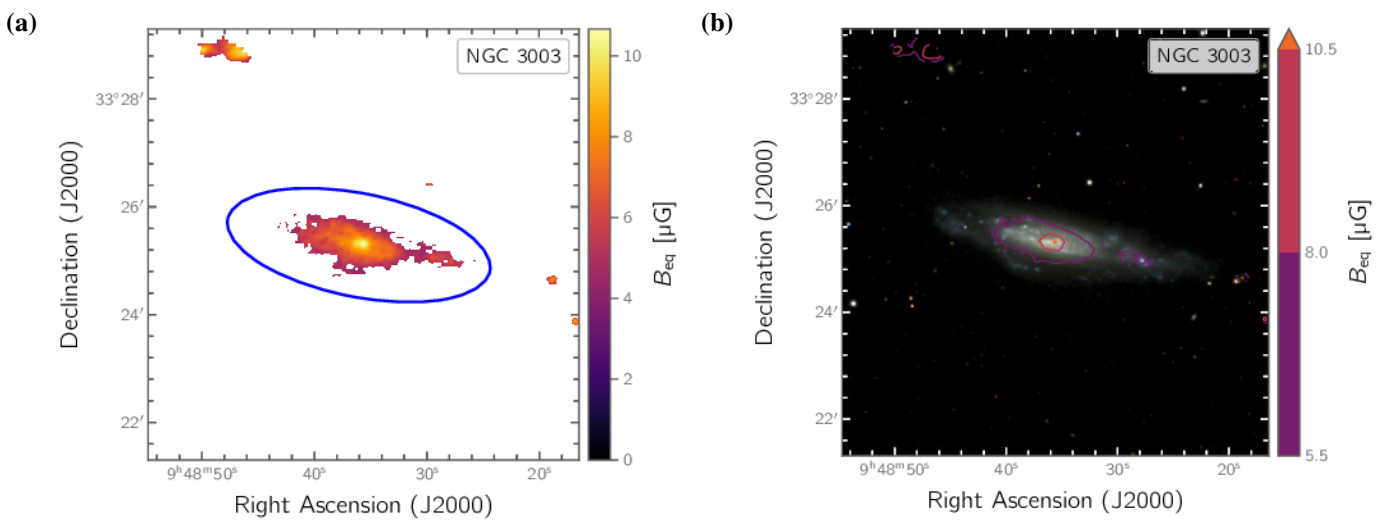 (a)
NGC 3003
33°28′
26′
24′
22′
9ʰ48ᵐ50ˢ
40ˢ
30ˢ
20ˢ
Right Ascension (J2000)
Declination (J2000)
10
8
6
4
2
0
Beq [µG]
(b)
NGC 3003
33°28′
26′
24′
22′
9ʰ48ᵐ50ˢ
40ˢ
30ˢ
20ˢ
Right Ascension (J2000)
Declination (J2000)
10.5
8.0
5.5
Beq [µG]